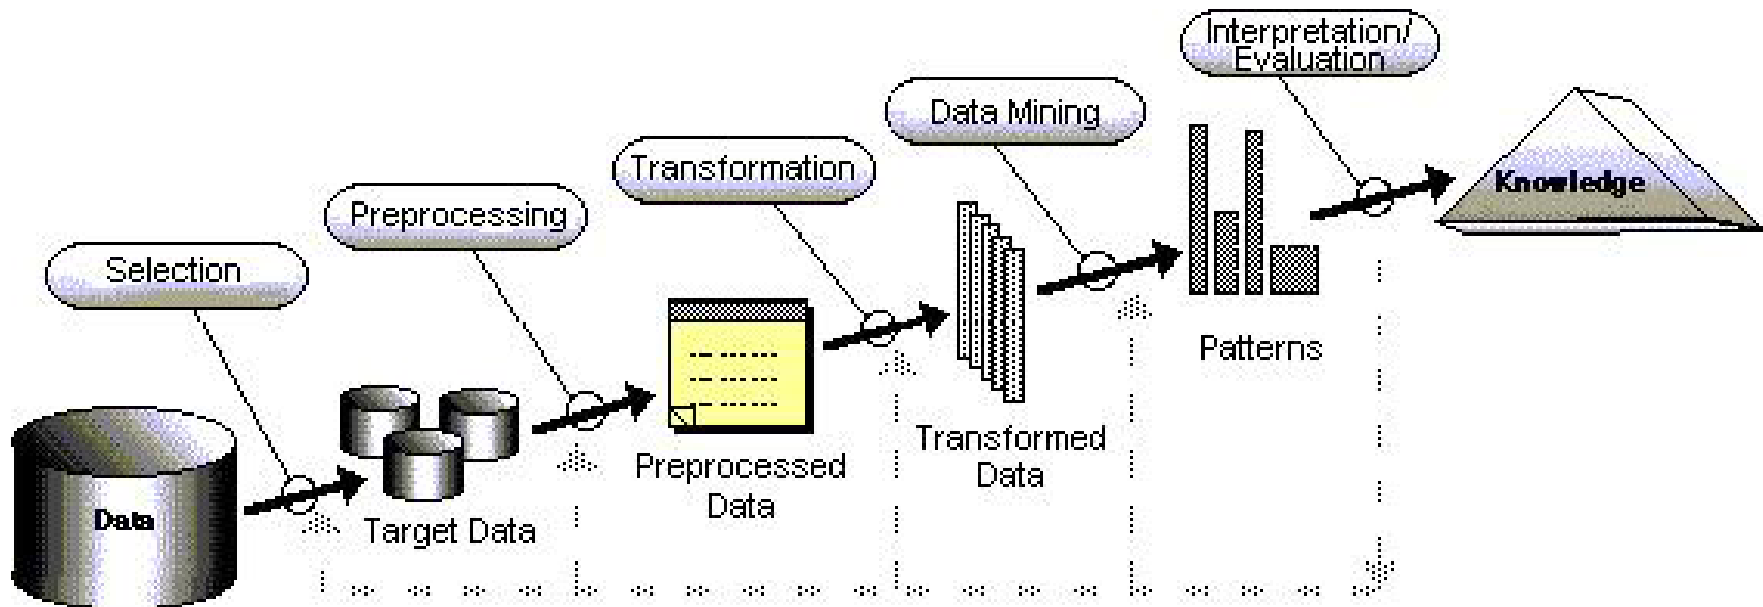 Interpretation/
Evaluation
Data Mining
Transformation
Preprocessing
Selection
Knowledge
Patterns
Transformed
Data
Preprocessed
Data
Target Data
Data